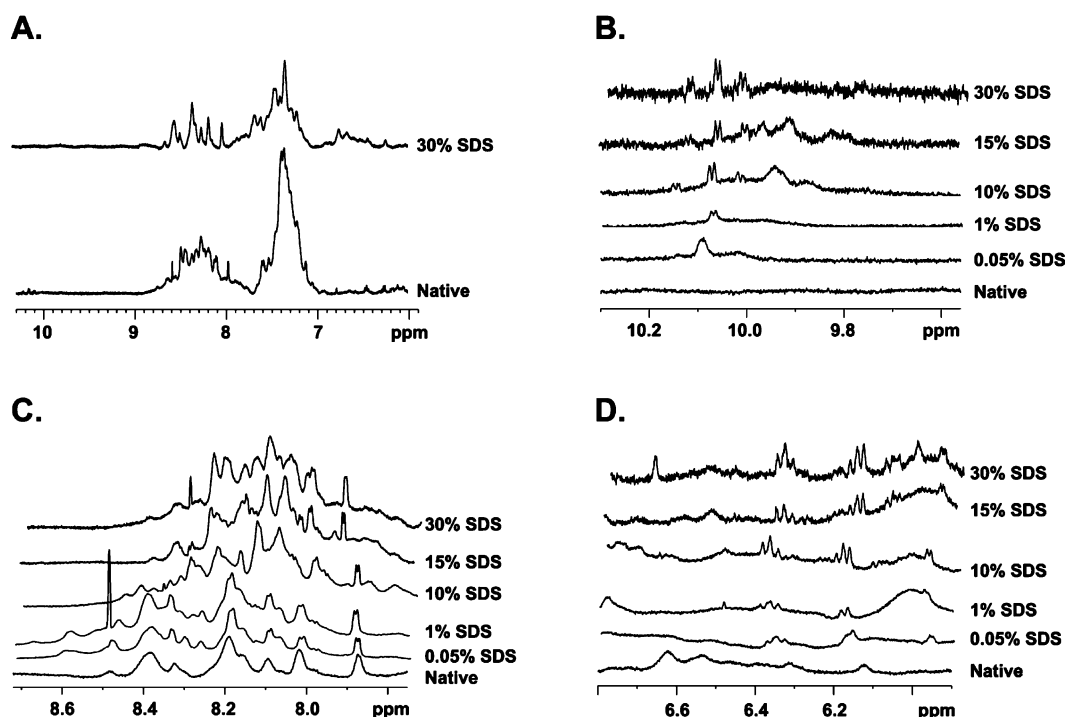 A.
30% SDS
Native
10 9 8 7 ppm
B.
30% SDS
15% SDS
10% SDS
1% SDS
0.05% SDS
Native
10.2 10.0 9.8 ppm
C.
30% SDS
15% SDS
10% SDS
1% SDS
0.05% SDS
Native
8.6 8.4 8.2 8.0 ppm
D.
30% SDS
15% SDS
10% SDS
1% SDS
0.05% SDS
Native
6.6 6.4 6.2 ppm